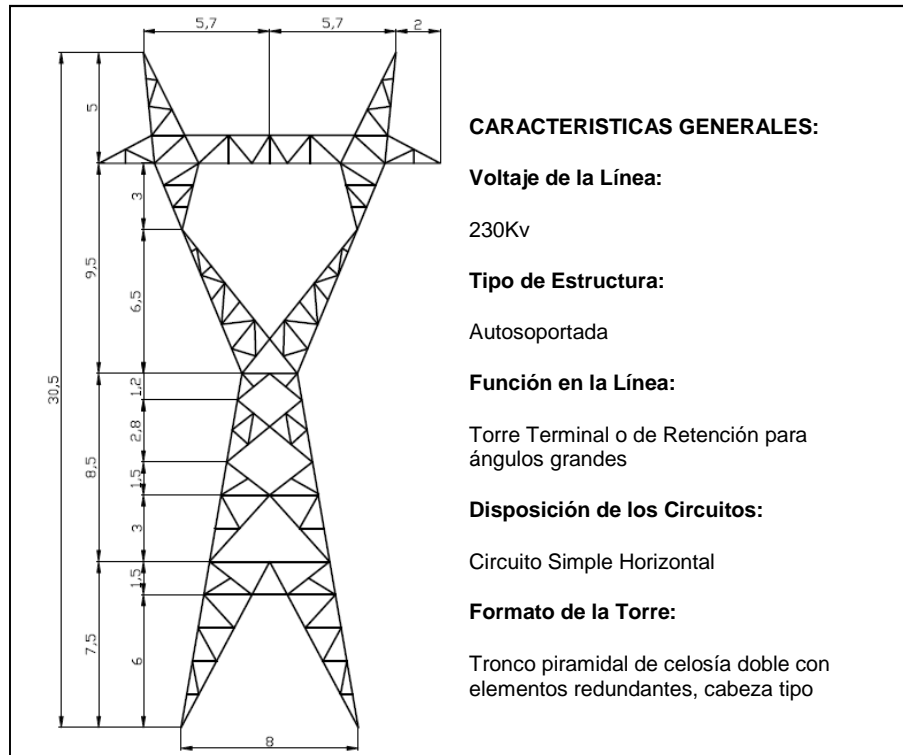 5,7 5,7 2
5
3
9,5
6,5
30,5
1,2
2,8
8,5
1,5
3
1,5
7,5
6
8
CARACTERISTICAS GENERALES:
Voltaje de la Línea:
230Kv
Tipo de Estructura:
Autosoportada
Función en la Línea:
Torre Terminal o de Retención para
ángulos grandes
Disposición de los Circuitos:
Circuito Simple Horizontal
Formato de la Torre:
Tronco piramidal de celosía doble con
elementos redundantes, cabeza tipo